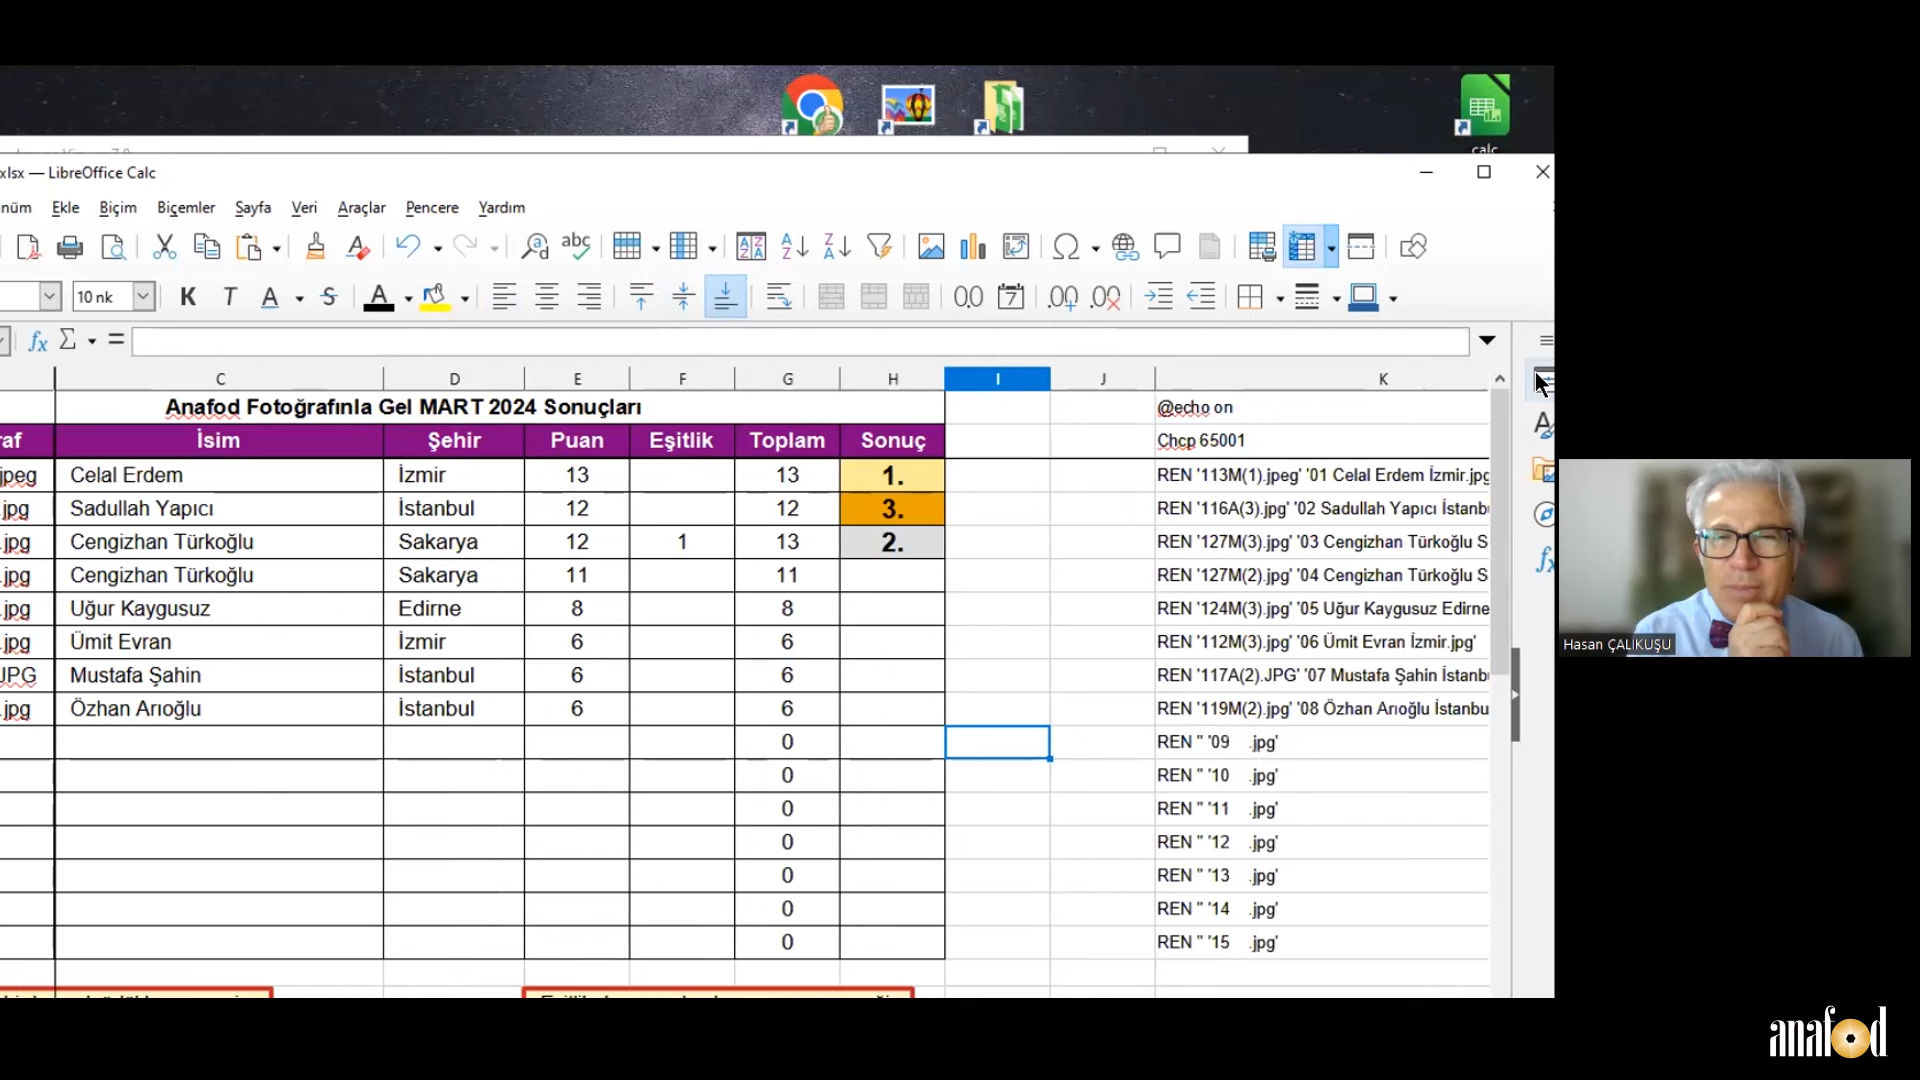 calc
xlsx — LibreOffice Calc
nüm Ekle Biçim Biçemler Sayfa Veri Araçlar Pencere Yardım
10 nk K T A S A
fx Σ =
C D E F G H I J K
Anafod Fotoğrafınla Gel MART 2024 Sonuçları @echo on
raf İsim Şehir Puan Eşitlik Toplam Sonuç Chcp 65001
jpeg Celal Erdem İzmir 13 13 1. REN '113M(1).jpeg' '01 Celal Erdem İzmir.jpg
.jpg Sadullah Yapıcı İstanbul 12 12 3. REN '116A(3).jpg' '02 Sadullah Yapıcı İstanb
.jpg Cengizhan Türkoğlu Sakarya 12 1 13 2. REN '127M(3).jpg' '03 Cengizhan Türkoğlu S
.jpg Cengizhan Türkoğlu Sakarya 11 11 REN '127M(2).jpg' '04 Cengizhan Türkoğlu S
.jpg Uğur Kaygusuz Edirne 8 8 REN '124M(3).jpg' '05 Uğur Kaygusuz Edirne
.jpg Ümit Evran İzmir 6 6 REN '112M(3).jpg' '06 Ümit Evran İzmir.jpg'
JPG Mustafa Şahin İstanbul 6 6 REN '117A(2).JPG' '07 Mustafa Şahin İstanb
.jpg Özhan Arıoğlu İstanbul 6 6 REN '119M(2).jpg' '08 Özhan Arıoğlu İstanbu
0 REN '' '09 .jpg'
0 REN '' '10 .jpg'
0 REN '' '11 .jpg'
0 REN '' '12 .jpg'
0 REN '' '13 .jpg'
0 REN '' '14 .jpg'
0 REN '' '15 .jpg'
Hasan ÇALIKUŞU
anafod